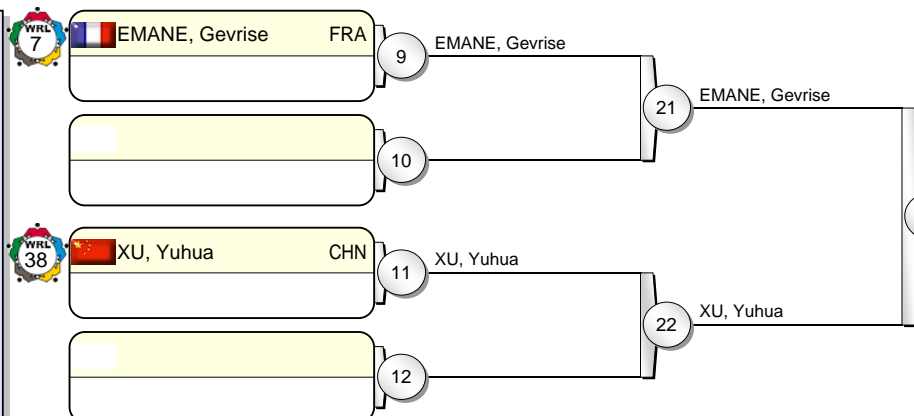 WRL
7
EMANE, Gevrise FRA
9
EMANE, Gevrise
21
EMANE, Gevrise
10
WRL
38
XU, Yuhua CHN
11
XU, Yuhua
22
XU, Yuhua
12